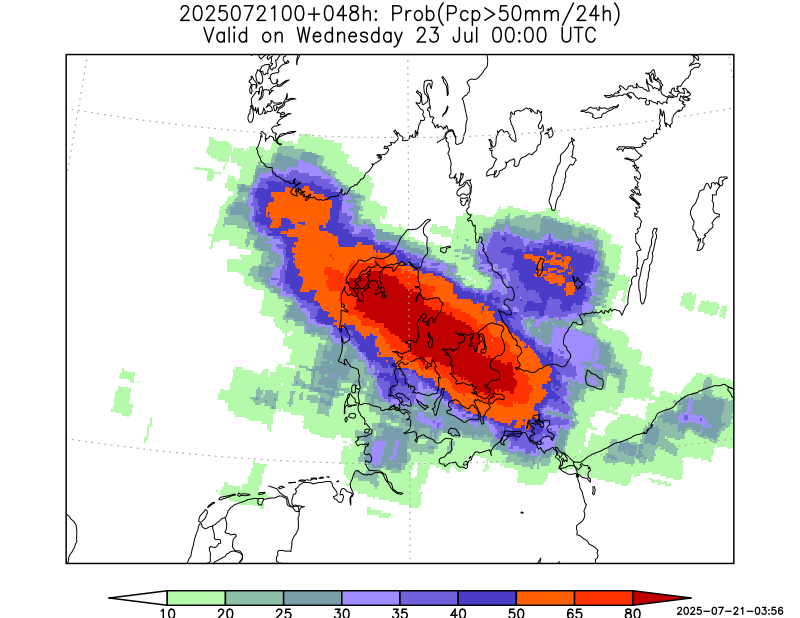 2025072100+048h: Prob(Pcp>50mm/24h)
Valid on Wednesday 23 Jul 00:00 UTC
10 20 25 30 35 40 50 65 80
2025-07-21-03:56